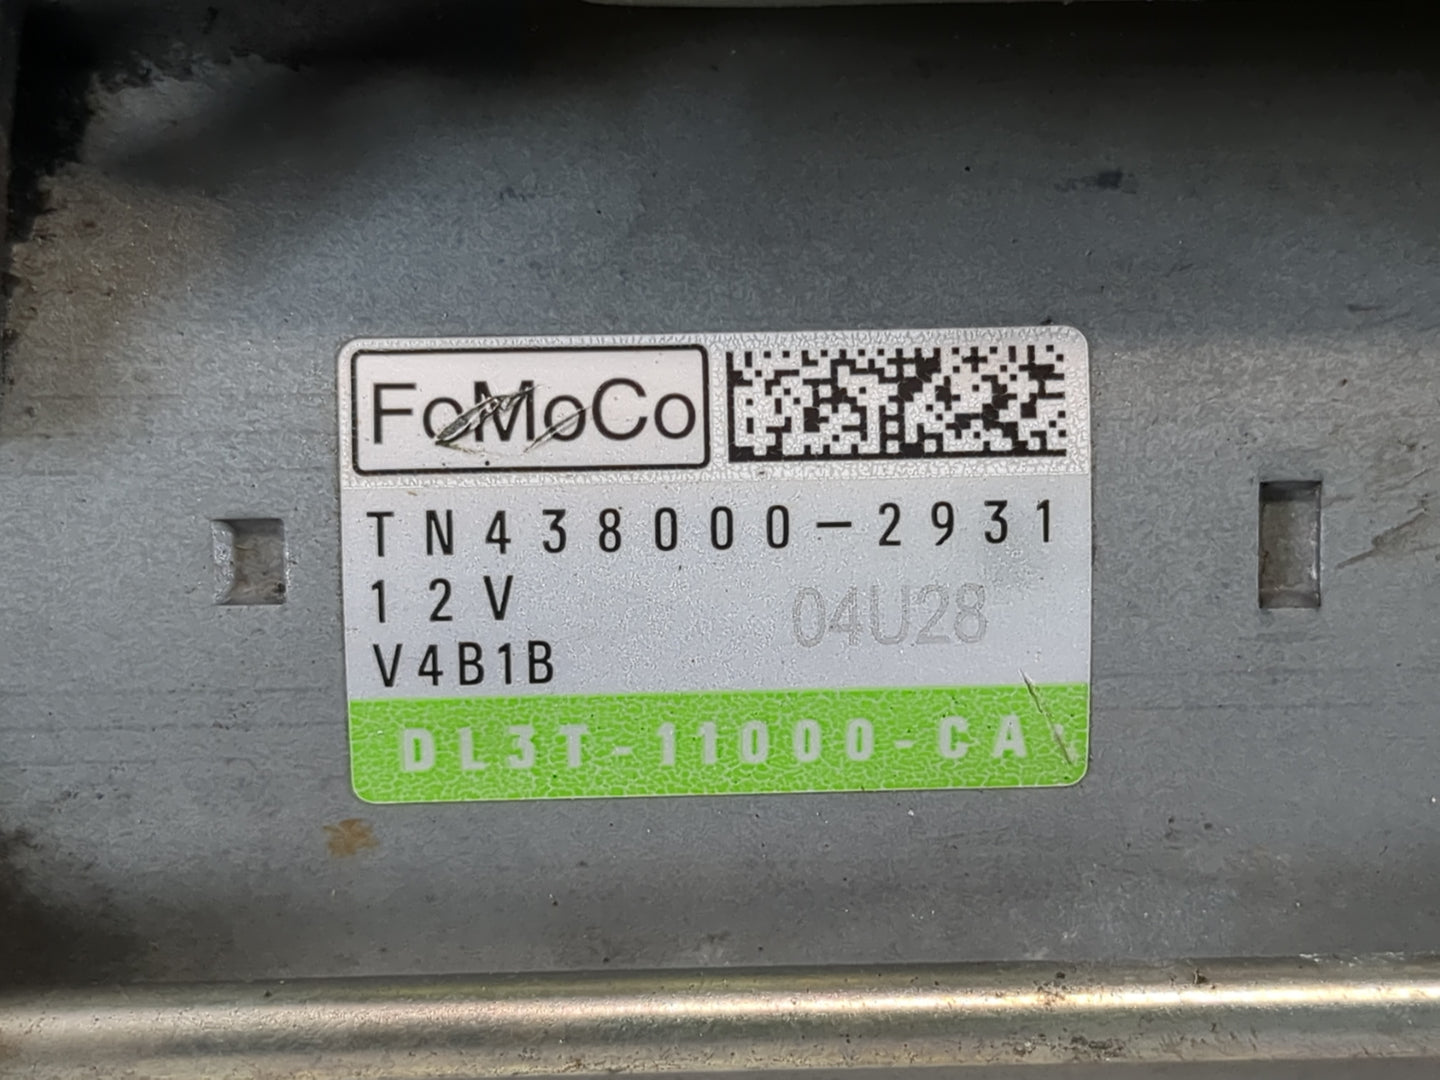 FoMoCo
TN438000-2931
12V
04U28
V4B1B
DL3T-11000-CA